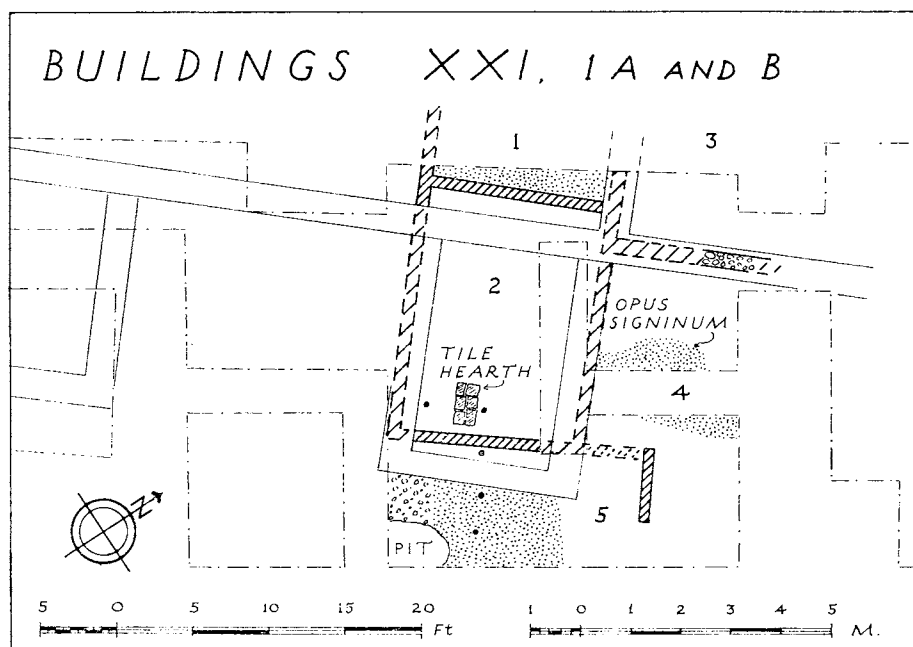 BUILDINGS XXI, 1A AND B
1
3
2
OPUS
SIGNINUM
TILE
HEARTH
4
5
PIT
N
5 0 5 10 15 20 Ft
1 0 1 2 3 4 5 M.